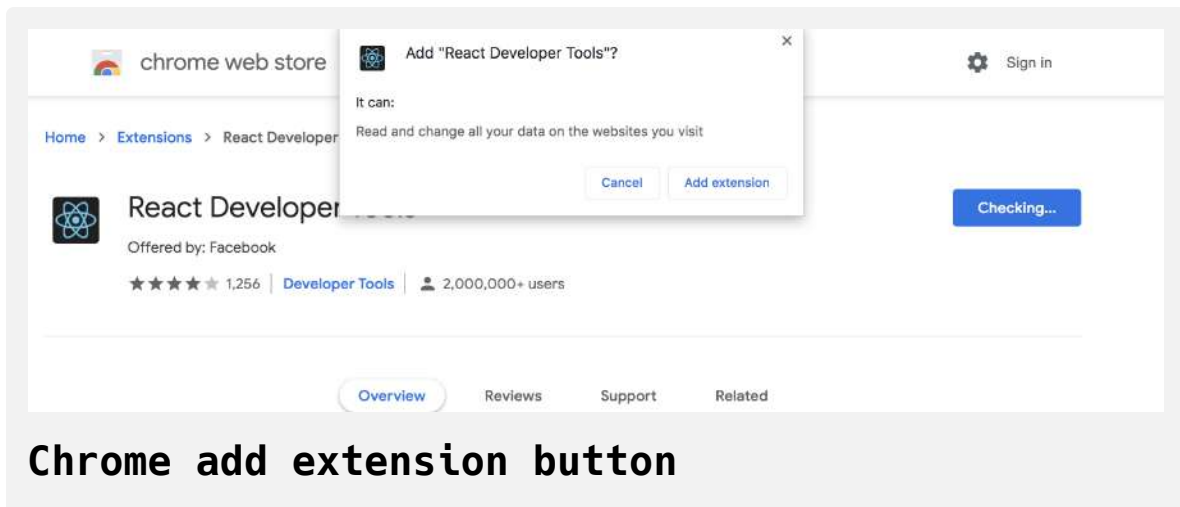 chrome web store
Add "React Developer Tools"?
It can:
Read and change all your data on the websites you visit
Cancel
Add extension
Sign in
Home > Extensions > React Developer
React Developer
Checking...
Offered by: Facebook
1,256
Developer Tools
2,000,000+ users
Overview
Reviews
Support
Related
Chrome add extension button